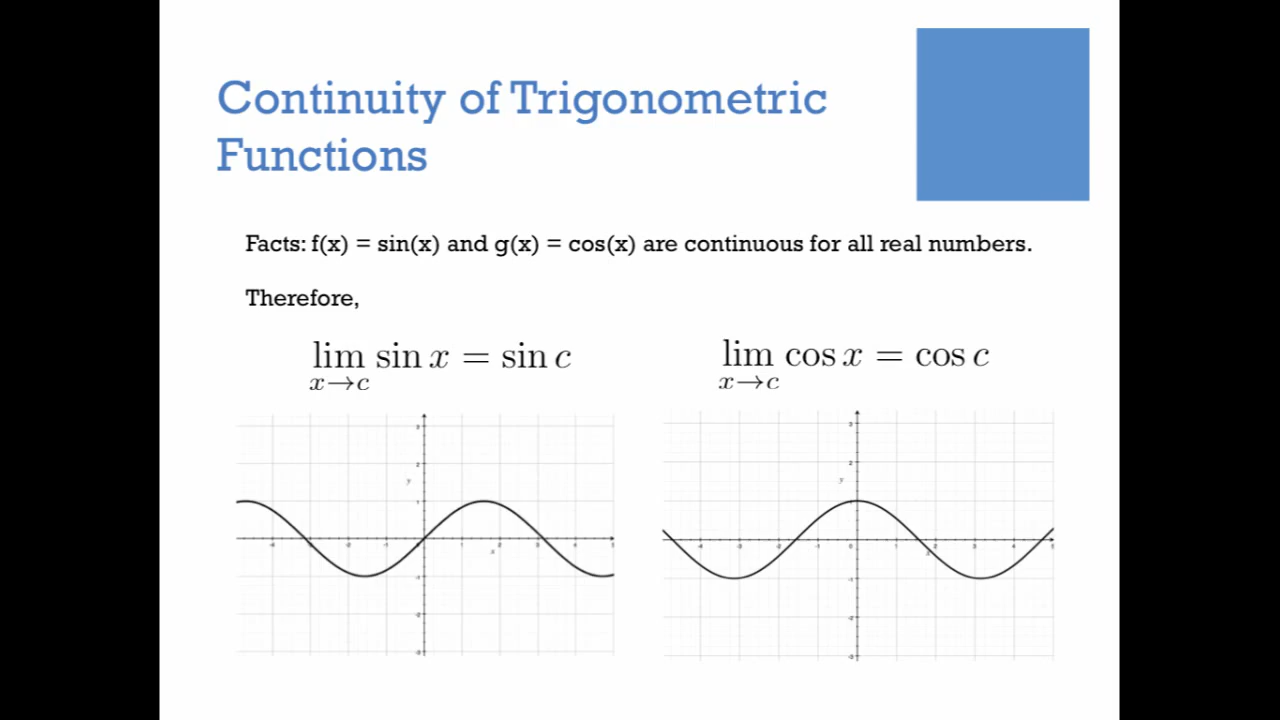 Continuity of Trigonometric
Functions
Facts: f(x) = sin(x) and g(x) = cos(x) are continuous for all real numbers.
Therefore,
lim sin x = sin c
x→c
lim cos x = cos c
x→c